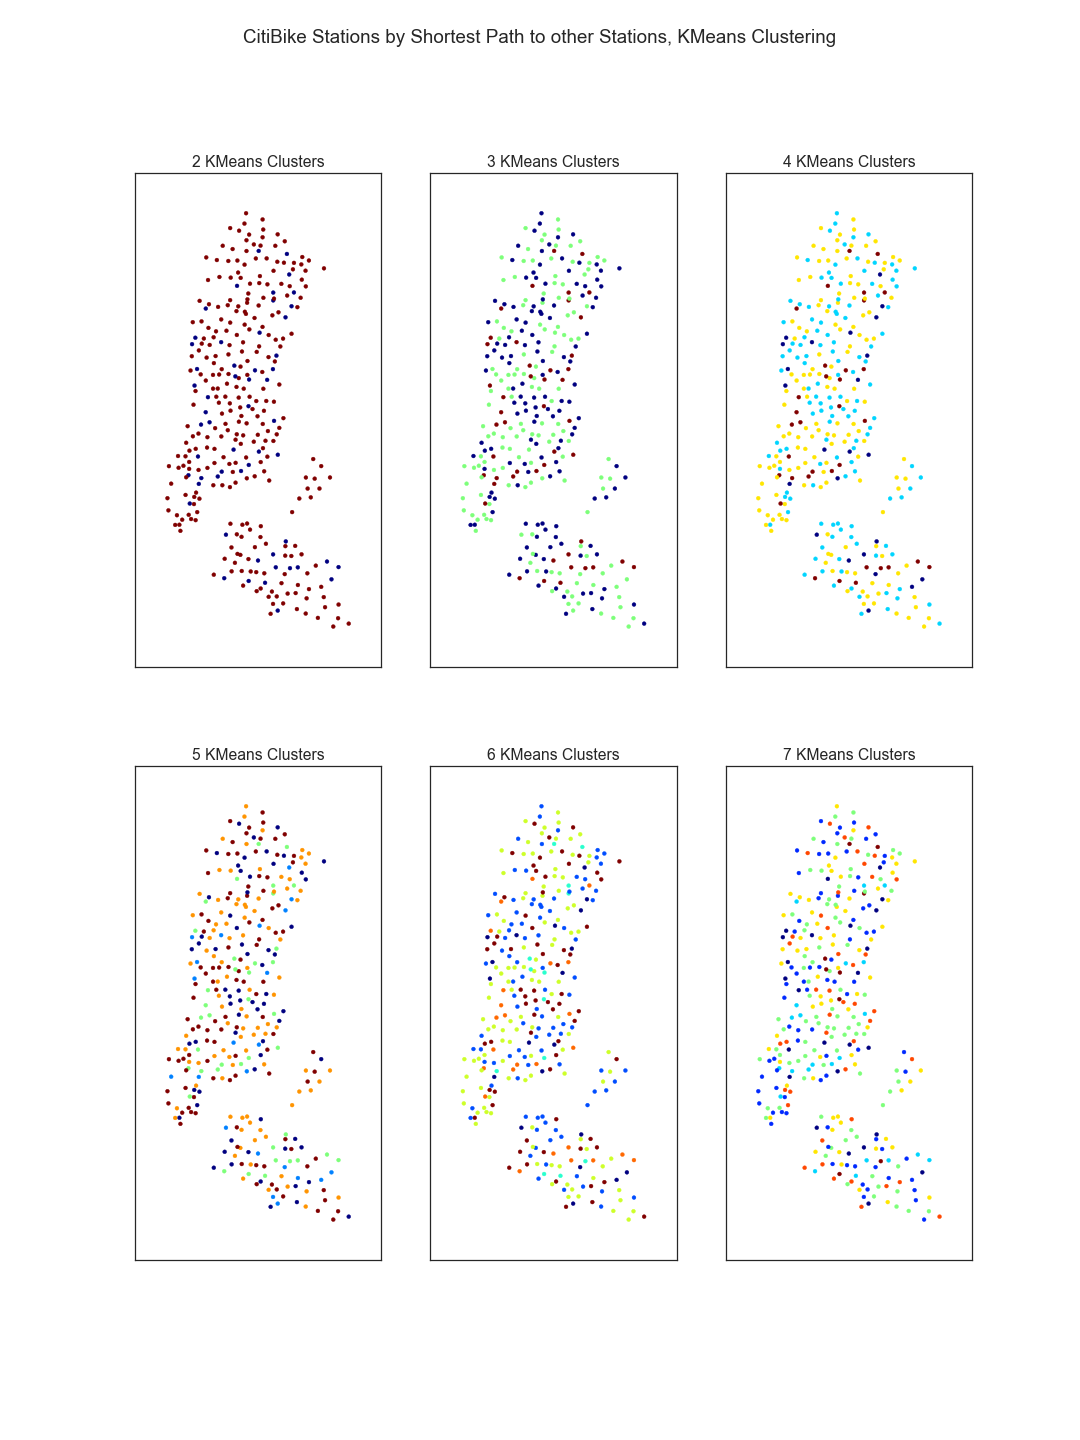 CitiBike Stations by Shortest Path to other Stations, KMeans Clustering
2 KMeans Clusters
3 KMeans Clusters
4 KMeans Clusters
5 KMeans Clusters
6 KMeans Clusters
7 KMeans Clusters